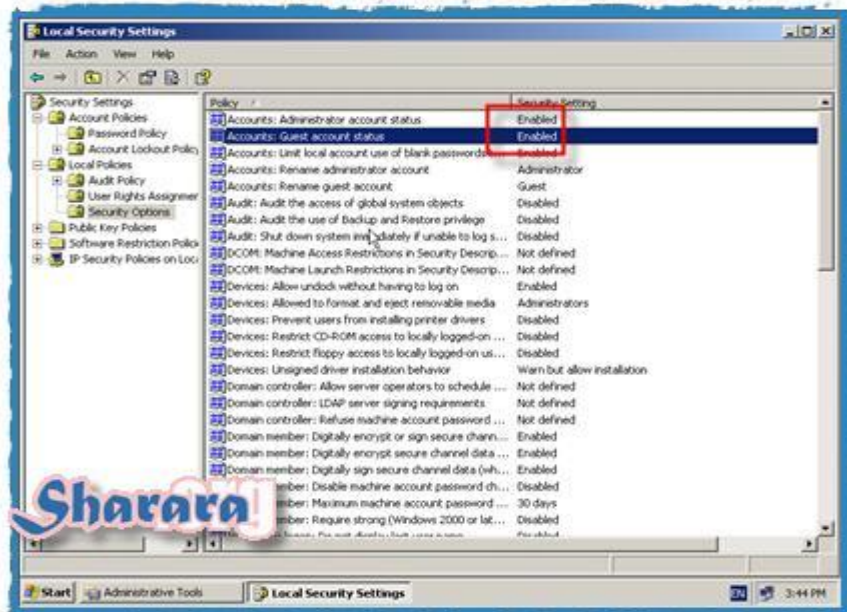 Local Security Settings
File Action View Help
Security Settings
Account Policies
Password Policy
Account Lockout Policy
Local Policies
Audit Policy
User Rights Assignmer
Security Options
Public Key Policies
Software Restriction Polici
IP Security Policies on Loca
Policy Security Setting
Accounts: Administrator account status Enabled
Accounts: Guest account status Enabled
Accounts: Limit local account use of blank passwords ... Enabled
Accounts: Rename administrator account Administrator
Accounts: Rename guest account Guest
Audit: Audit the access of global system objects Disabled
Audit: Audit the use of Backup and Restore privilege Disabled
Audit: Shut down system immediately if unable to log s... Disabled
DCOM: Machine Access Restrictions in Security Descrip... Not defined
DCOM: Machine Launch Restrictions in Security Descrip... Not defined
Devices: Allow undock without having to log on Enabled
Devices: Allowed to format and eject removable media Administrators
Devices: Prevent users from installing printer drivers Disabled
Devices: Restrict CD-ROM access to locally logged-on ... Disabled
Devices: Restrict floppy access to locally logged-on us... Disabled
Devices: Unsigned driver installation behavior Warn but allow installation
Domain controller: Allow server operators to schedule ... Not defined
Domain controller: LDAP server signing requirements Not defined
Domain controller: Refuse machine account password ... Not defined
Domain member: Digitally encrypt or sign secure chann... Enabled
Domain member: Digitally encrypt secure channel data ... Enabled
Domain member: Digitally sign secure channel data (wh... Enabled
mber: Disable machine account password ch... Disabled
mber: Maximum machine account password ... 30 days
mber: Require strong (Windows 2000 or lat... Disabled
Sharara
org
Start Administrative Tools Local Security Settings EN 3:44 PM